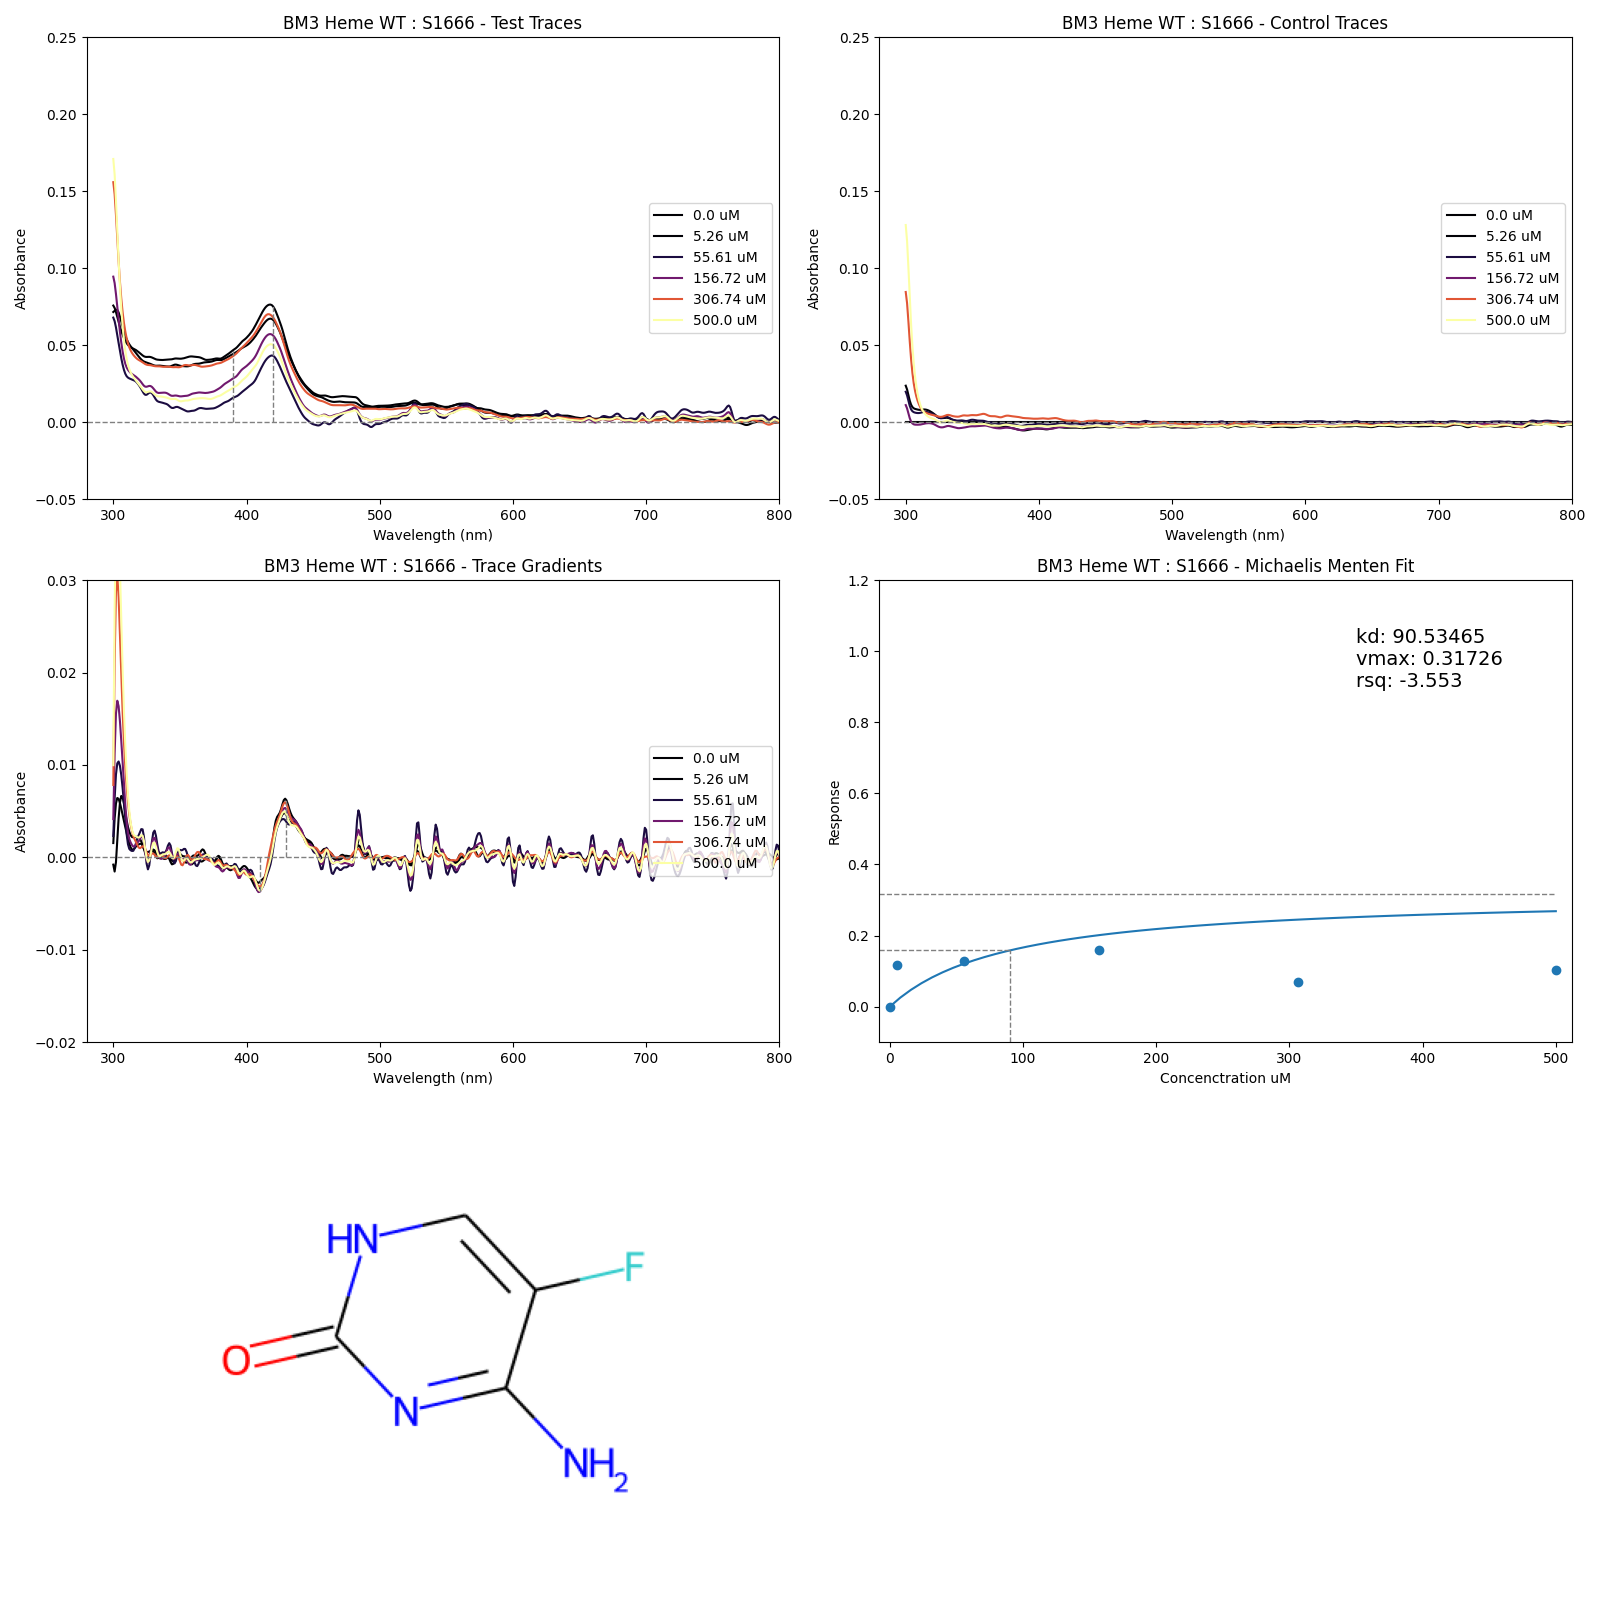 BM3 Heme WT : S1666 - Test Traces
0.25
0.20
0.15
0.10
0.05
0.00
−0.05
Absorbance
300
400
500
600
700
800
Wavelength (nm)
0.0 uM
5.26 uM
55.61 uM
156.72 uM
306.74 uM
500.0 uM
BM3 Heme WT : S1666 - Control Traces
0.25
0.20
0.15
0.10
0.05
0.00
−0.05
Absorbance
300
400
500
600
700
800
Wavelength (nm)
0.0 uM
5.26 uM
55.61 uM
156.72 uM
306.74 uM
500.0 uM
BM3 Heme WT : S1666 - Trace Gradients
0.03
0.02
0.01
0.00
−0.01
−0.02
Absorbance
300
400
500
600
700
800
Wavelength (nm)
0.0 uM
5.26 uM
55.61 uM
156.72 uM
306.74 uM
500.0 uM
BM3 Heme WT : S1666 - Michaelis Menten Fit
1.2
1.0
0.8
0.6
0.4
0.2
0.0
Response
0
100
200
300
400
500
Concenctration uM
kd: 90.53465
vmax: 0.31726
rsq: -3.553
HN
F
O
N
NH2